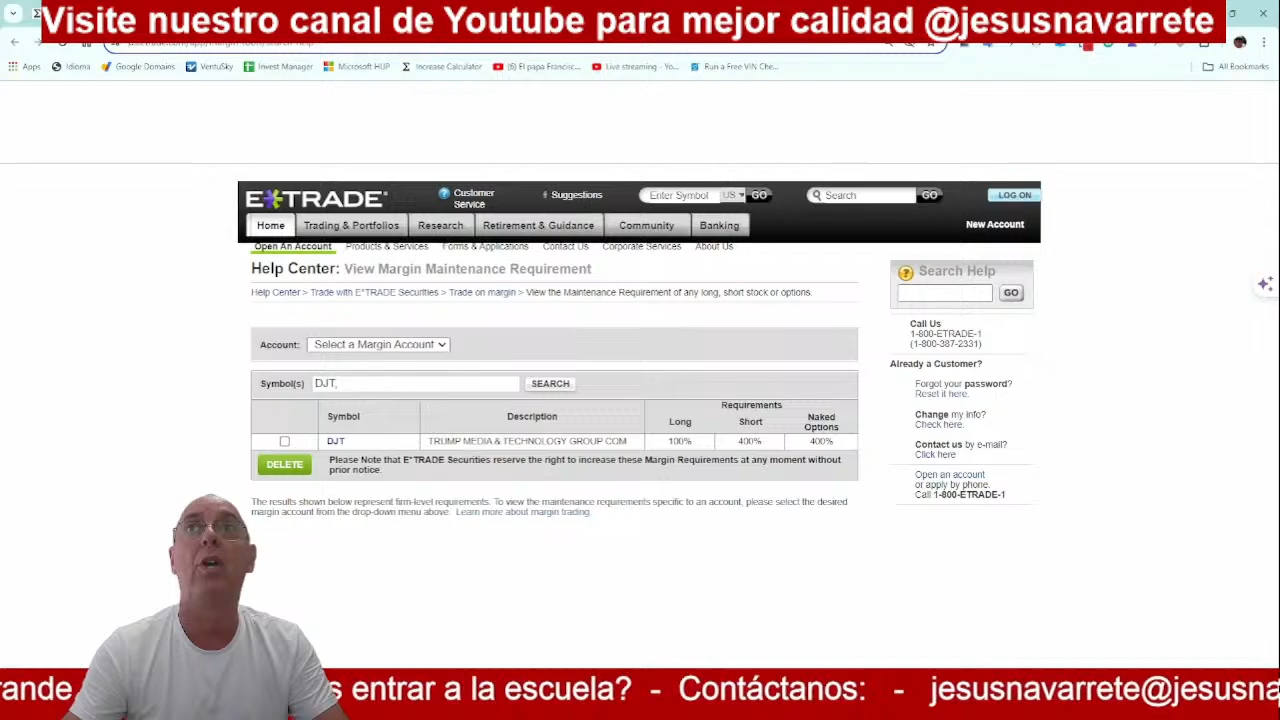 Visite nuestro canal de Youtube para mejor calidad @jesusnavarrete
Apps Idioma Google Domains VentuSky Invest Manager Microsoft HUP Increase Calculator (6) El papa Francisc... Live streaming - Yo... Run a Free VIN Che... All Bookmarks
E*TRADE Customer Service Suggestions Enter Symbol US GO Search GO LOG ON
Home Trading & Portfolios Research Retirement & Guidance Community Banking New Account
Open An Account Products & Services Forms & Applications Contact Us Corporate Services About Us
Help Center: View Margin Maintenance Requirement
Help Center > Trade with E*TRADE Securities > Trade on margin > View the Maintenance Requirement of any long, short stock or options.
Account: Select a Margin Account
Symbol(s) DJT, SEARCH
Symbol Description Requirements
Long Short Naked Options
DJT TRUMP MEDIA & TECHNOLOGY GROUP COM 100% 400% 400%
DELETE Please Note that E*TRADE Securities reserve the right to increase these Margin Requirements at any moment without
prior notice.
The results shown below represent firm-level requirements. To view the maintenance requirements specific to an account, please select the desired
margin account from the drop-down menu above. Learn more about margin trading.
Search Help
GO
Call Us
1-800-ETRADE-1
(1-800-387-2331)
Already a Customer?
Forgot your password?
Reset it here.
Change my info?
Check here.
Contact us by e-mail?
Click here
Open an account
or apply by phone.
Call 1-800-ETRADE-1
rande s entrar a la escuela? - Contáctanos: - jesusnavarrete@jesusna